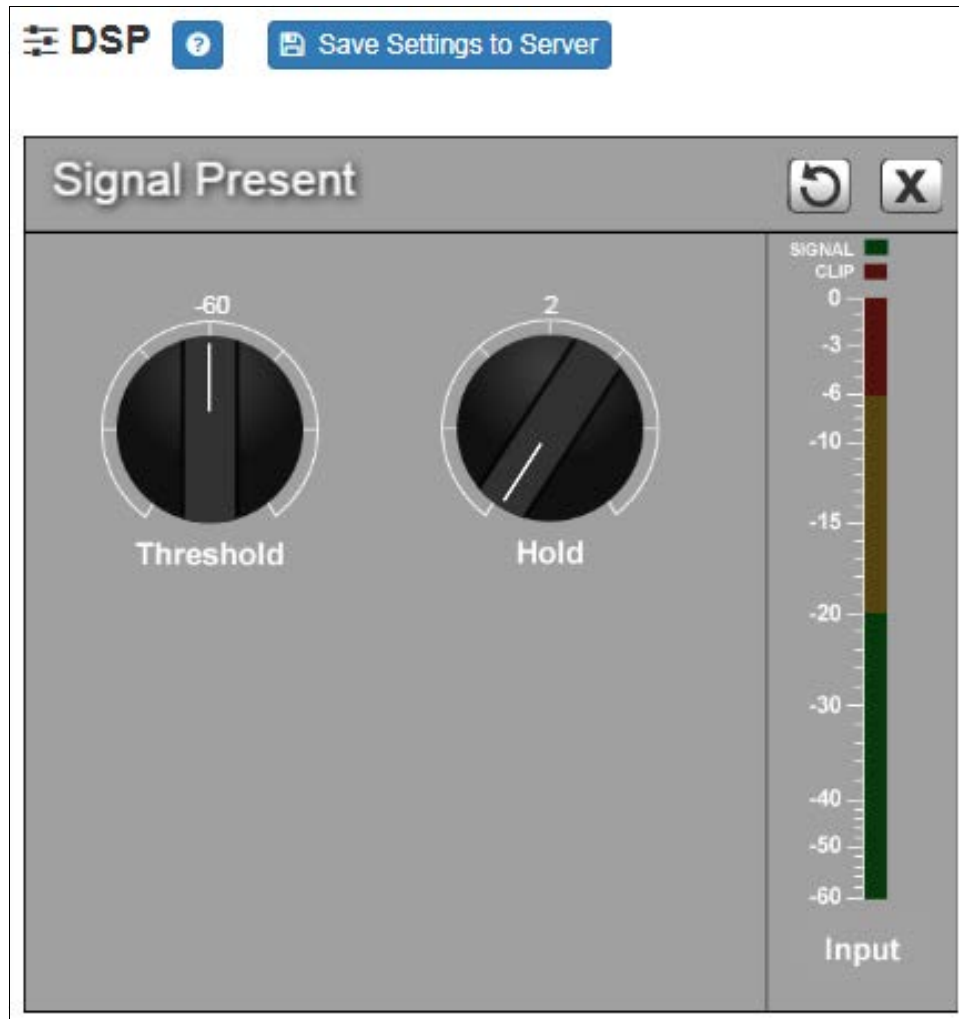 DSP ? Save Settings to Server
Signal Present X
SIGNAL
CLIP
-60 2
Threshold Hold
0
-3
-6
-10
-15
-20
-30
-40
-50
-60
Input